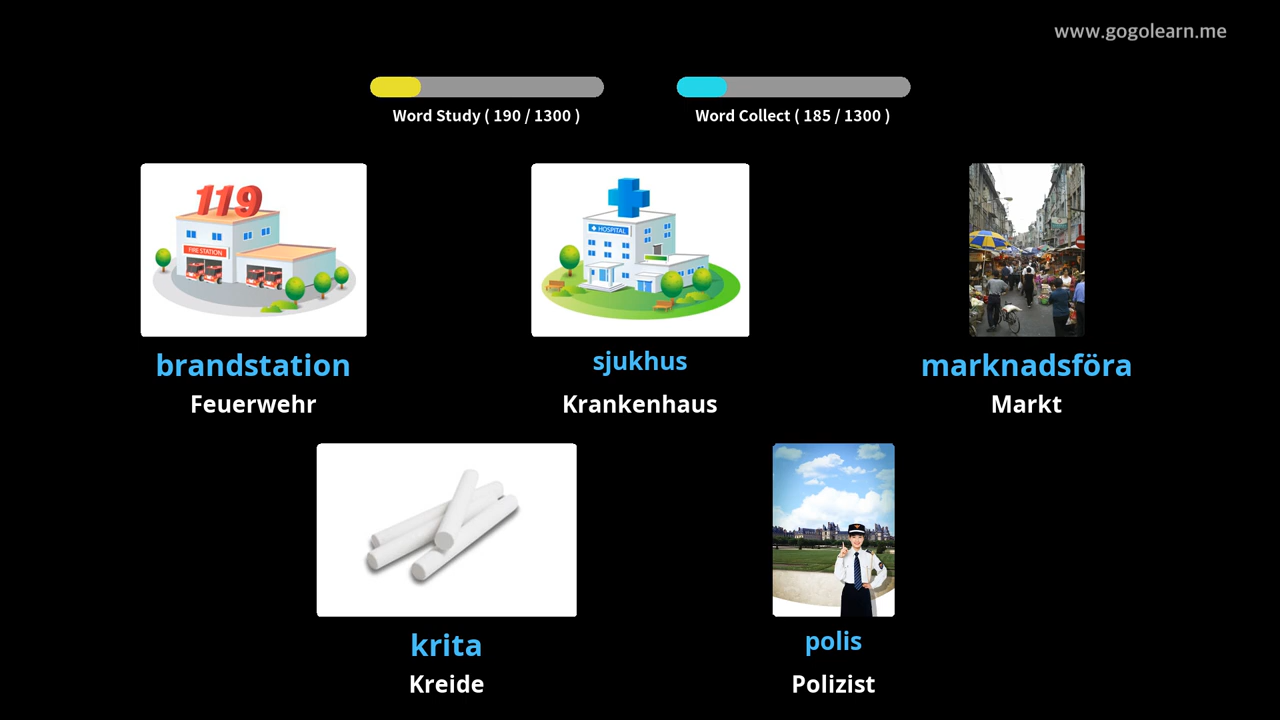 www.gogolearn.me
Word Study ( 190 / 1300 )
Word Collect ( 185 / 1300 )
119
FIRE STATION
HOSPITAL
brandstation
sjukhus
marknadsföra
Feuerwehr
Krankenhaus
Markt
krita
polis
Kreide
Polizist